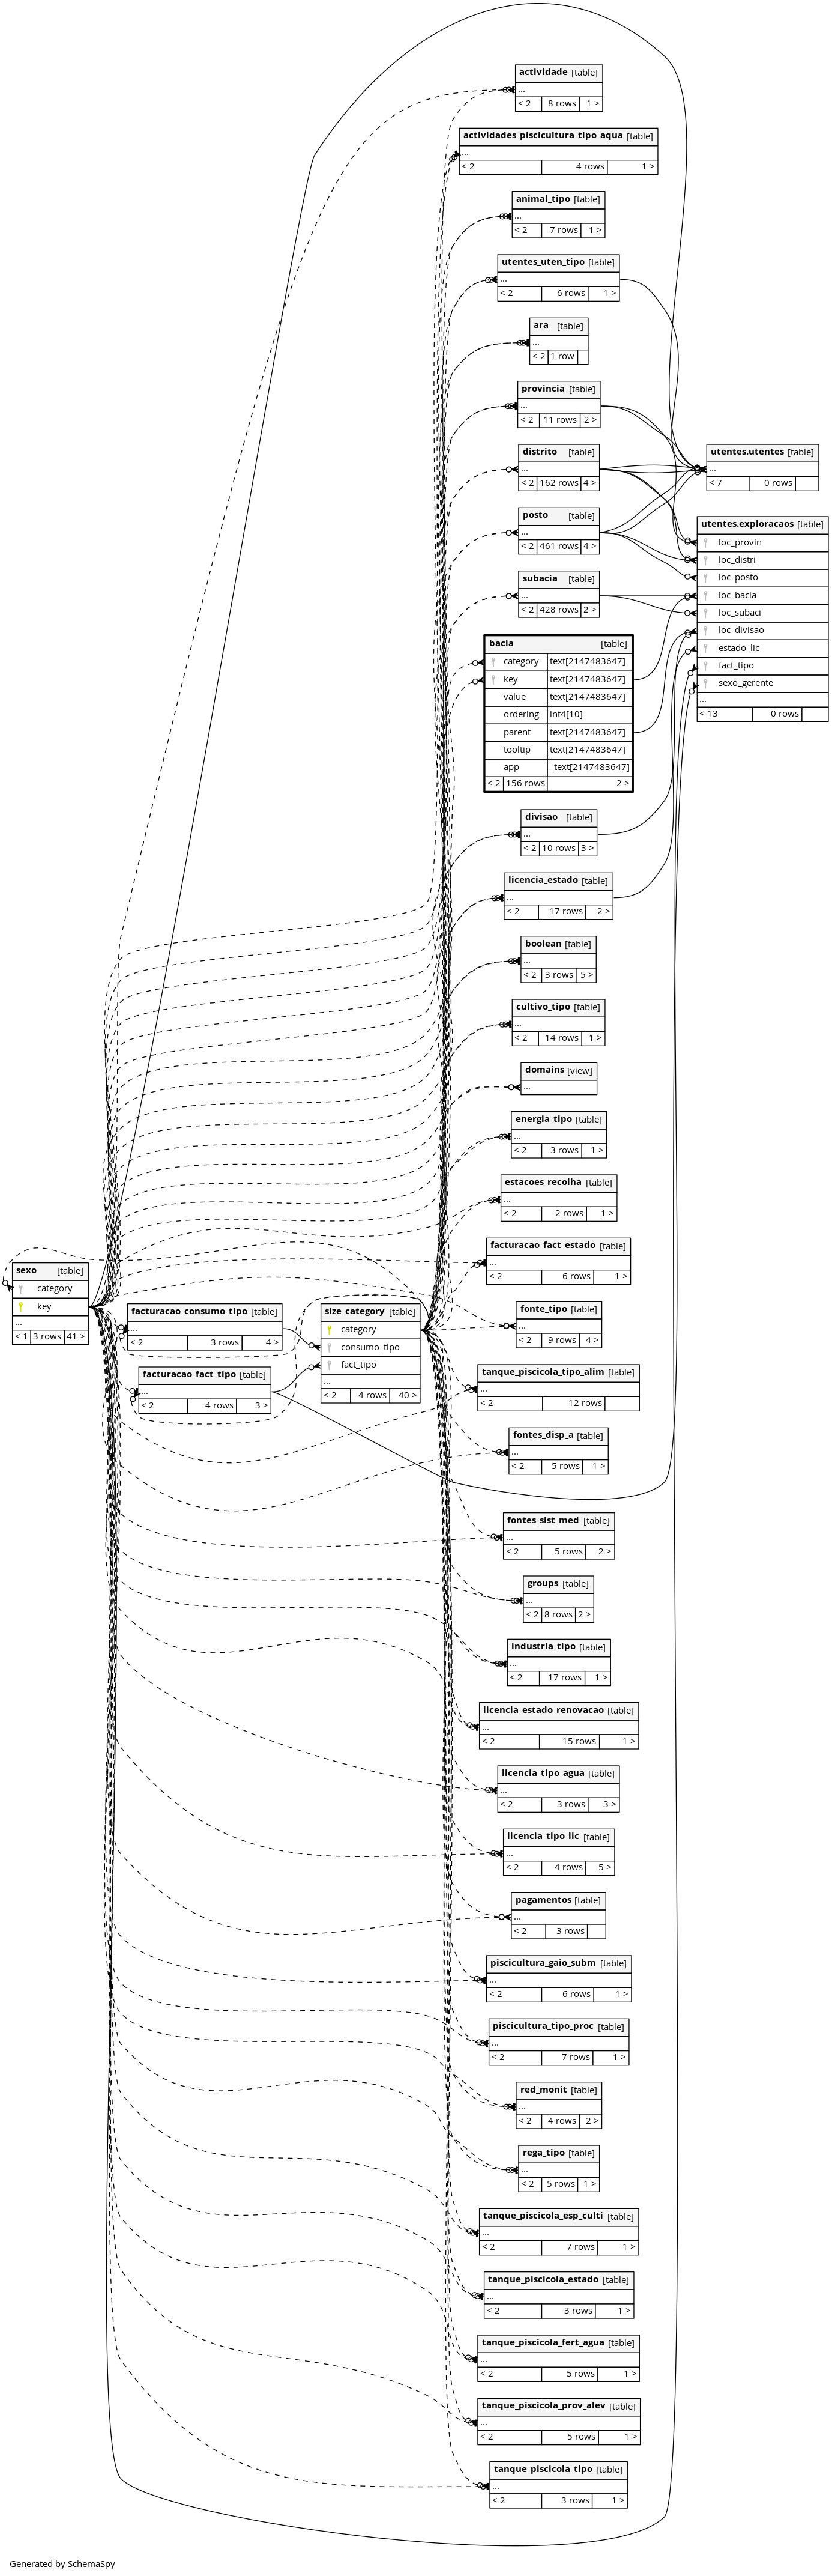 actividade [table]
...
< 2 8 rows 1 >
actividades_piscicultura_tipo_aqua [table]
...
< 2 4 rows 1 >
animal_tipo [table]
...
< 2 7 rows 1 >
utentes_uten_tipo [table]
...
< 2 6 rows 1 >
ara [table]
...
< 2 1 row
provincia [table]
...
< 2 11 rows 2 >
distrito [table]
...
< 2 162 rows 4 >
posto [table]
...
< 2 461 rows 4 >
subacia [table]
...
< 2 428 rows 2 >
utentes.utentes [table]
...
< 7 0 rows
utentes.exploracaos [table]
loc_provin
loc_distri
loc_posto
loc_bacia
loc_subaci
loc_divisao
estado_lic
fact_tipo
sexo_gerente
...
< 13 0 rows
bacia [table]
category text[2147483647]
key text[2147483647]
value text[2147483647]
ordering int4[10]
parent text[2147483647]
tooltip text[2147483647]
app _text[2147483647]
< 2 156 rows 2 >
divisao [table]
...
< 2 10 rows 3 >
licencia_estado [table]
...
< 2 17 rows 2 >
boolean [table]
...
< 2 3 rows 5 >
cultivo_tipo [table]
...
< 2 14 rows 1 >
domains [view]
...
energia_tipo [table]
...
< 2 3 rows 1 >
estacoes_recolha [table]
...
< 2 2 rows 1 >
facturacao_fact_estado [table]
...
< 2 6 rows 1 >
sexo [table]
category
key
...
< 1 3 rows 41 >
facturacao_consumo_tipo [table]
...
< 2 3 rows 4 >
facturacao_fact_tipo [table]
...
< 2 4 rows 3 >
size_category [table]
category
consumo_tipo
fact_tipo
...
< 2 4 rows 40 >
fonte_tipo [table]
...
< 2 9 rows 4 >
tanque_piscicola_tipo_alim [table]
...
< 2 12 rows
fontes_disp_a [table]
...
< 2 5 rows 1 >
fontes_sist_med [table]
...
< 2 5 rows 2 >
groups [table]
...
< 2 8 rows 2 >
industria_tipo [table]
...
< 2 17 rows 1 >
licencia_estado_renovacao [table]
...
< 2 15 rows 1 >
licencia_tipo_agua [table]
...
< 2 3 rows 3 >
licencia_tipo_lic [table]
...
< 2 4 rows 5 >
pagamentos [table]
...
< 2 3 rows
piscicultura_gaio_subm [table]
...
< 2 6 rows 1 >
piscicultura_tipo_proc [table]
...
< 2 7 rows 1 >
red_monit [table]
...
< 2 4 rows 2 >
rega_tipo [table]
...
< 2 5 rows 1 >
tanque_piscicola_esp_culti [table]
...
< 2 7 rows 1 >
tanque_piscicola_estado [table]
...
< 2 3 rows 1 >
tanque_piscicola_fert_agua [table]
...
< 2 5 rows 1 >
tanque_piscicola_prov_alev [table]
...
< 2 5 rows 1 >
tanque_piscicola_tipo [table]
...
< 2 3 rows 1 >
Generated by SchemaSpy